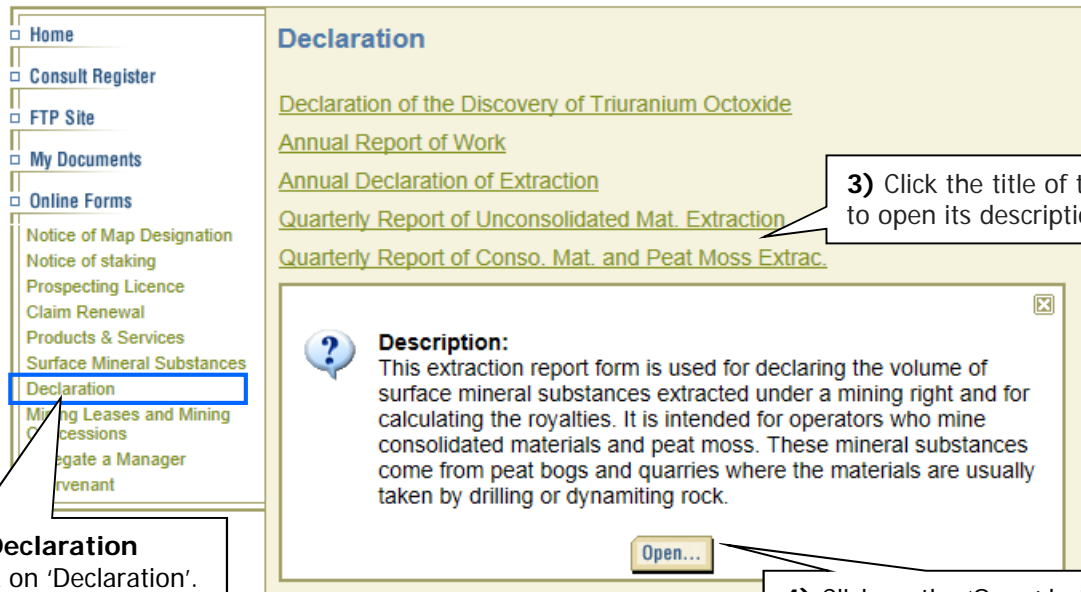 Home
Consult Register
FTP Site
My Documents
Online Forms
Notice of Map Designation
Notice of staking
Prospecting Licence
Claim Renewal
Products & Services
Surface Mineral Substances
Declaration
Mining Leases and Mining
a Manager
Declaration
on 'Declaration'.
Declaration
Declaration of the Discovery of Triuranium Octoxide
Annual Report of Work
Annual Declaration of Extraction
Quarterly Report of Unconsolidated Mat. Extraction
Quarterly Report of Conso. Mat. and Peat Moss Extrac.
3) Click the title of
to open its
Description:
This extraction report form is used for declaring the volume of
surface mineral substances extracted under a mining right and for
calculating the royalties. It is intended for operators who mine
consolidated materials and peat moss. These mineral substances
come from peat bogs and quarries where the materials are usually
taken by drilling or dynamiting rock.
Open...